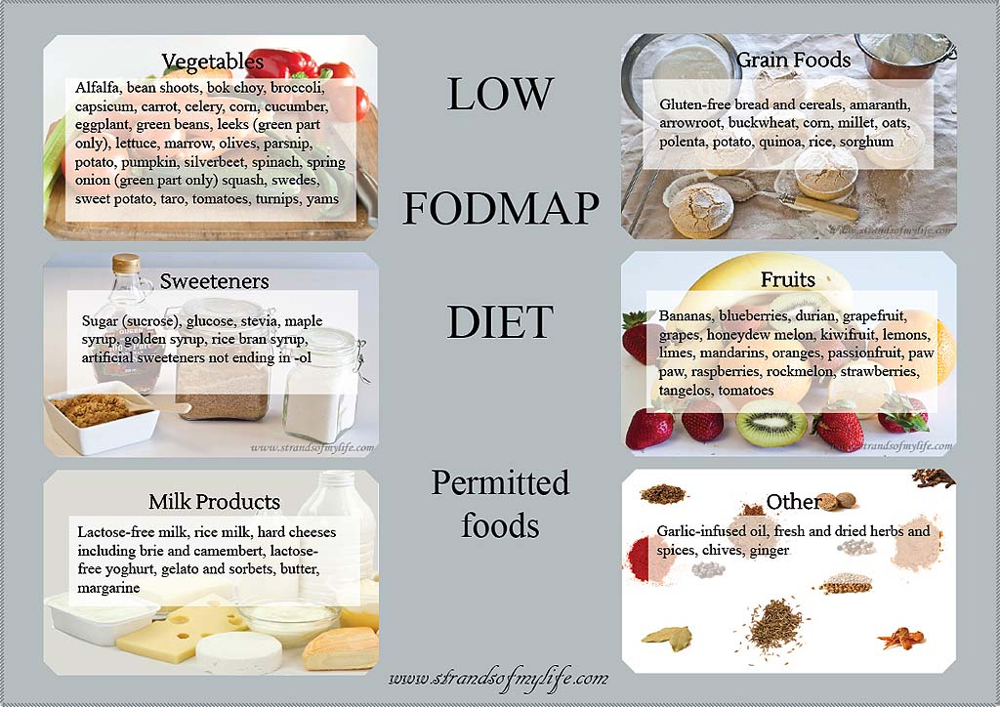 LOW
FODMAP
DIET
Permitted
foods
Vegetables
Alfalfa, bean shoots, bok choy, broccoli,
capsicum, carrot, celery, corn, cucumber,
eggplant, green beans, leeks (green part
only), lettuce, marrow, olives, parsnip,
potato, pumpkin, silverbeet, spinach, spring
onion (green part only) squash, swedes,
sweet potato, taro, tomatoes, turnips, yams
Grain Foods
Gluten-free bread and cereals, amaranth,
arrowroot, buckwheat, corn, millet, oats,
polenta, potato, quinoa, rice, sorghum
www.strandsofmylife.com
Sweeteners
Sugar (sucrose), glucose, stevia, maple
syrup, golden syrup, rice bran syrup,
artificial sweeteners not ending in -ol
www.strandsofmylife.com
Fruits
Bananas, blueberries, durian, grapefruit,
grapes, honeydew melon, kiwifruit, lemons,
limes, mandarins, oranges, passionfruit, paw
paw, raspberries, rockmelon, strawberries,
tangelos, tomatoes
www.strandsofmylife.com
Milk Products
Lactose-free milk, rice milk, hard cheeses
including brie and camembert, lactose-
free yoghurt, gelato and sorbets, butter,
margarine
Other
Garlic-infused oil, fresh and dried herbs and
spices, chives, ginger
www.strandsofmylife.com